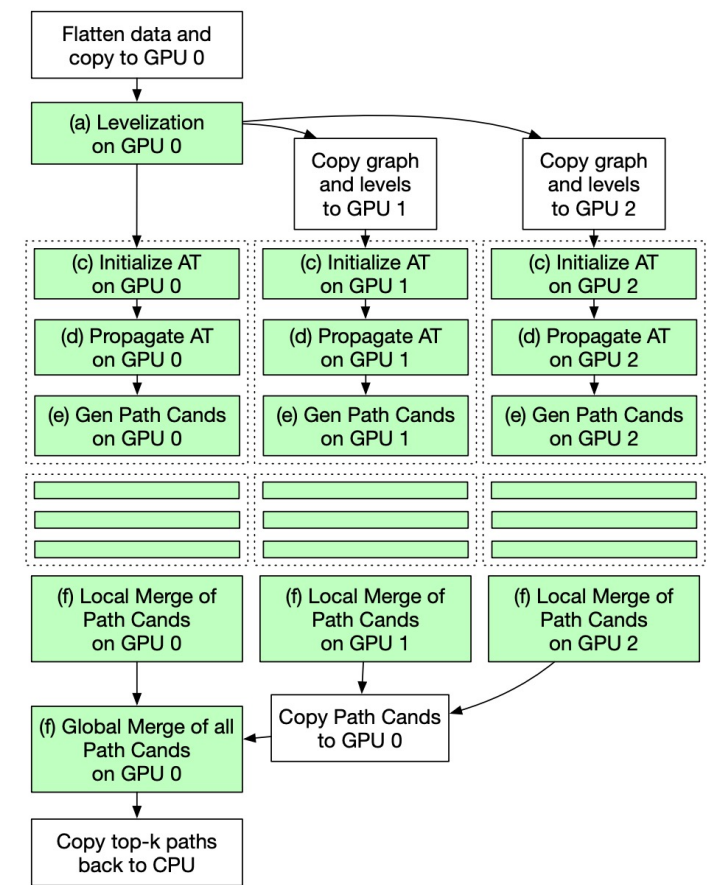 Flatten data and
copy to GPU 0
(a) Levelization
on GPU 0
Copy graph
and levels
to GPU 1
Copy graph
and levels
to GPU 2
(c) Initialize AT
on GPU 0
(c) Initialize AT
on GPU 1
(c) Initialize AT
on GPU 2
(d) Propagate AT
on GPU 0
(d) Propagate AT
on GPU 1
(d) Propagate AT
on GPU 2
(e) Gen Path Cands
on GPU 0
(e) Gen Path Cands
on GPU 1
(e) Gen Path Cands
on GPU 2
(f) Local Merge of
Path Cands
on GPU 0
(f) Local Merge of
Path Cands
on GPU 1
(f) Local Merge of
Path Cands
on GPU 2
(f) Global Merge of all
Path Cands
on GPU 0
Copy Path Cands
to GPU 0
Copy top-k paths
back to CPU